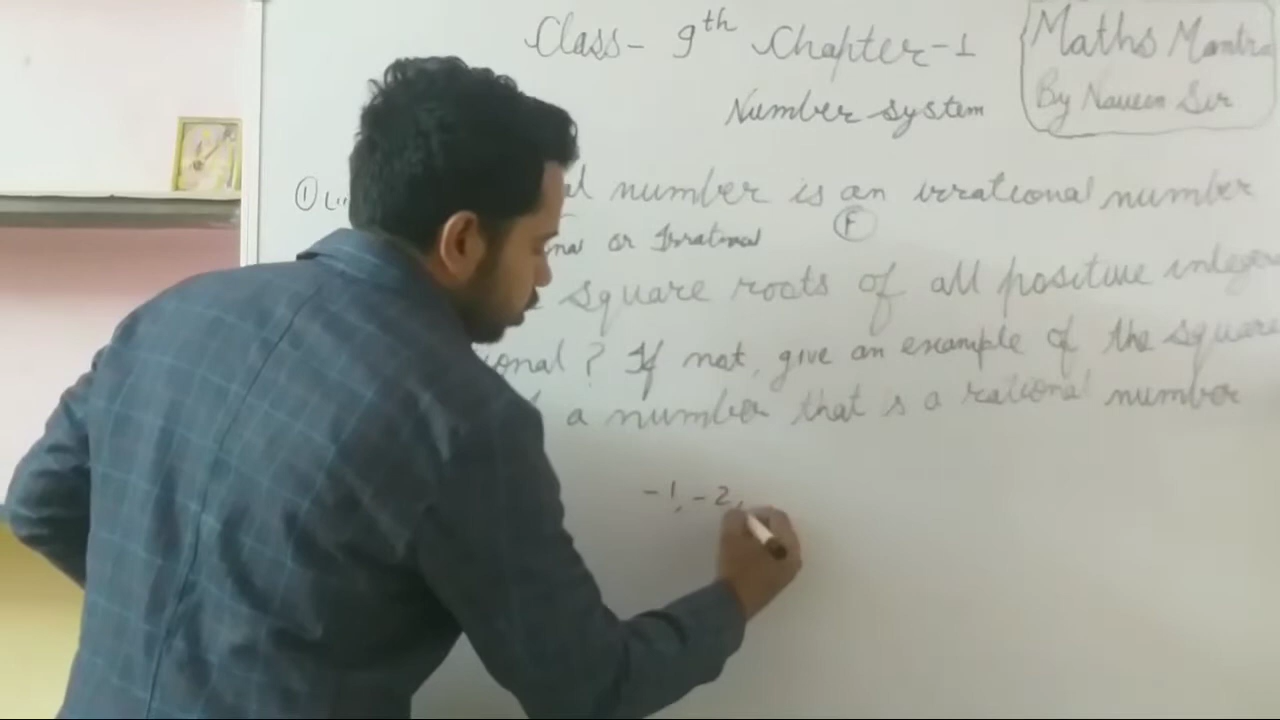 Class - 9th Chapter - 1
Maths Mantra
By Naveen Sir
Number system
① number is an irrational number
or Irrational F
square roots of all positive integers
? If not, give an example of the square
a number that is a rational number
-1, -2,